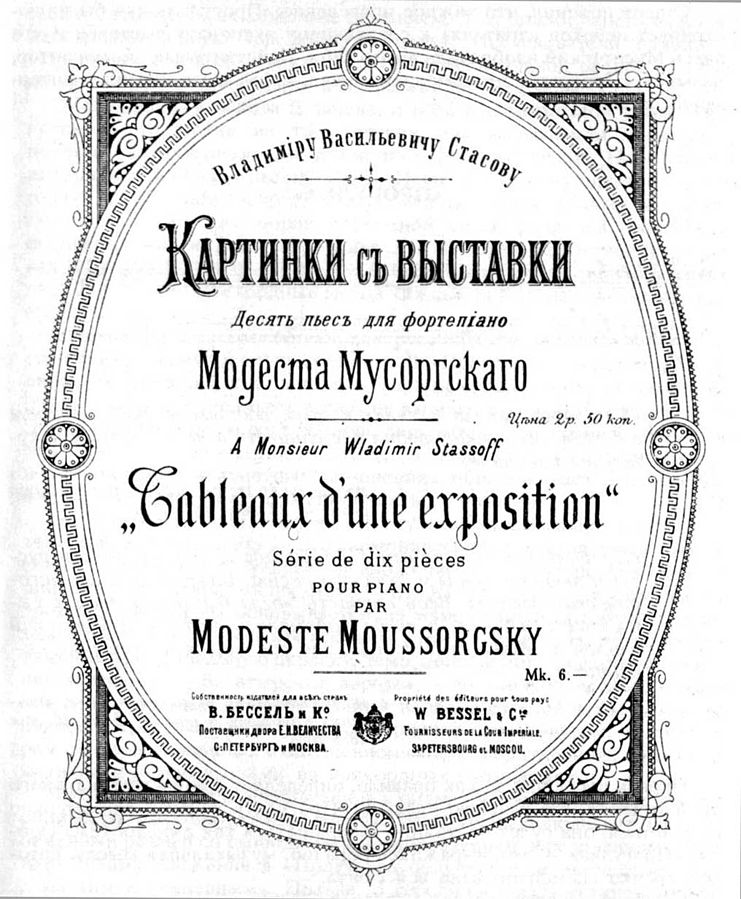 Владиміру Васильевичу Стасову
Картинки съ выставки
Десять пьесъ для фортепіано
Модеста Мусоргскаго
Цѣна 2 р. 50 коп.
A Monsieur Wladimir Stassoff
„Tableaux d'une exposition“
Série de dix pièces
POUR PIANO
PAR
MODESTE MOUSSORGSKY
Mk. 6.—
Собственность издателей для всѣхъ странъ
В. БЕССЕЛЬ и Кº.
Поставщики двора Е.И.ВЕЛИЧЕСТВА
С:ПЕТЕРБУРГЪ и МОСКВА.
Propriété des éditeurs pour tous pays:
W BESSEL & Cie
Fournisseurs de la Cour Impériale.
St PETERSBOURG et MOSCOU.